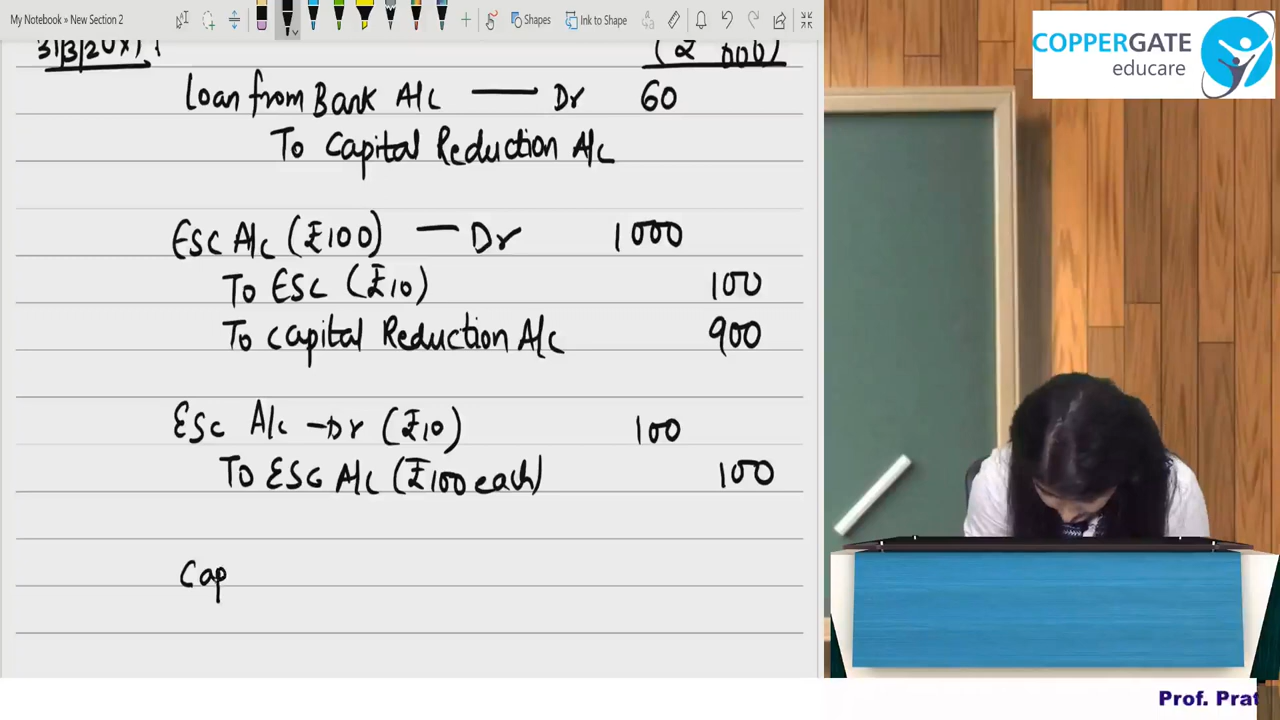 My Notebook » New Section 2
Shapes
Ink to Shape
COPPERGATE
educare
31/3/20X1:
(₹ '000)
Loan from Bank A/c — Dr 60
To Capital Reduction A/c
ESC A/c (₹100) — Dr 1000
To ESC (₹10) 100
To Capital Reduction A/c 900
ESC A/c - Dr (₹10) 100
To ESC A/c (₹100 each) 100
Cap
Prof. Prat